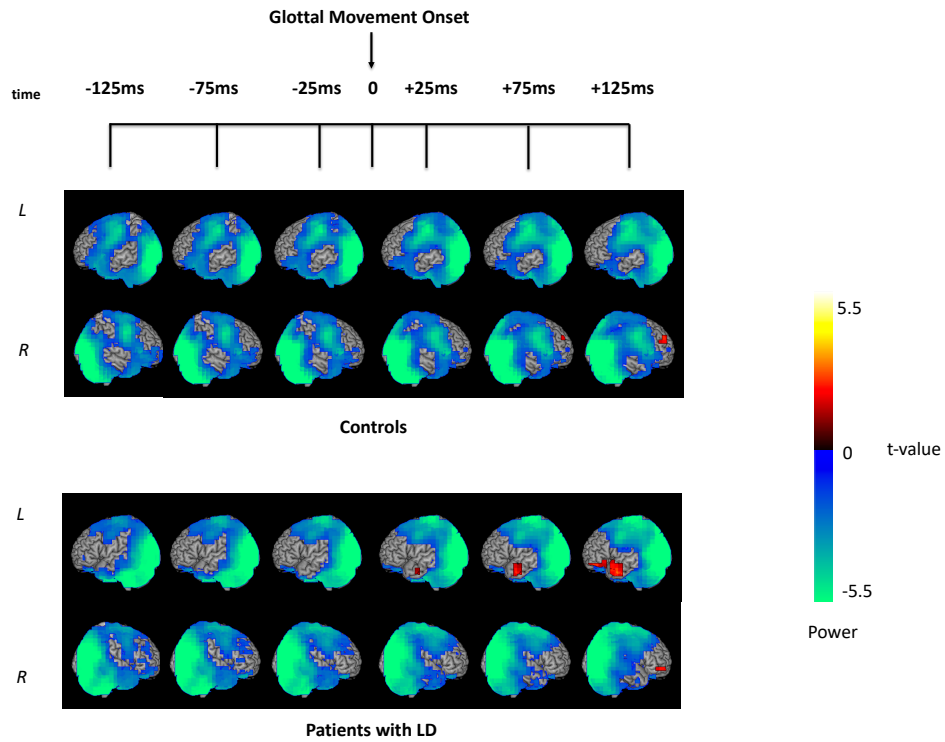 Glottal Movement Onset
time -125ms -75ms -25ms 0 +25ms +75ms +125ms
L
R
Controls
5.5
0 t-value
-5.5
Power
L
R
Patients with LD